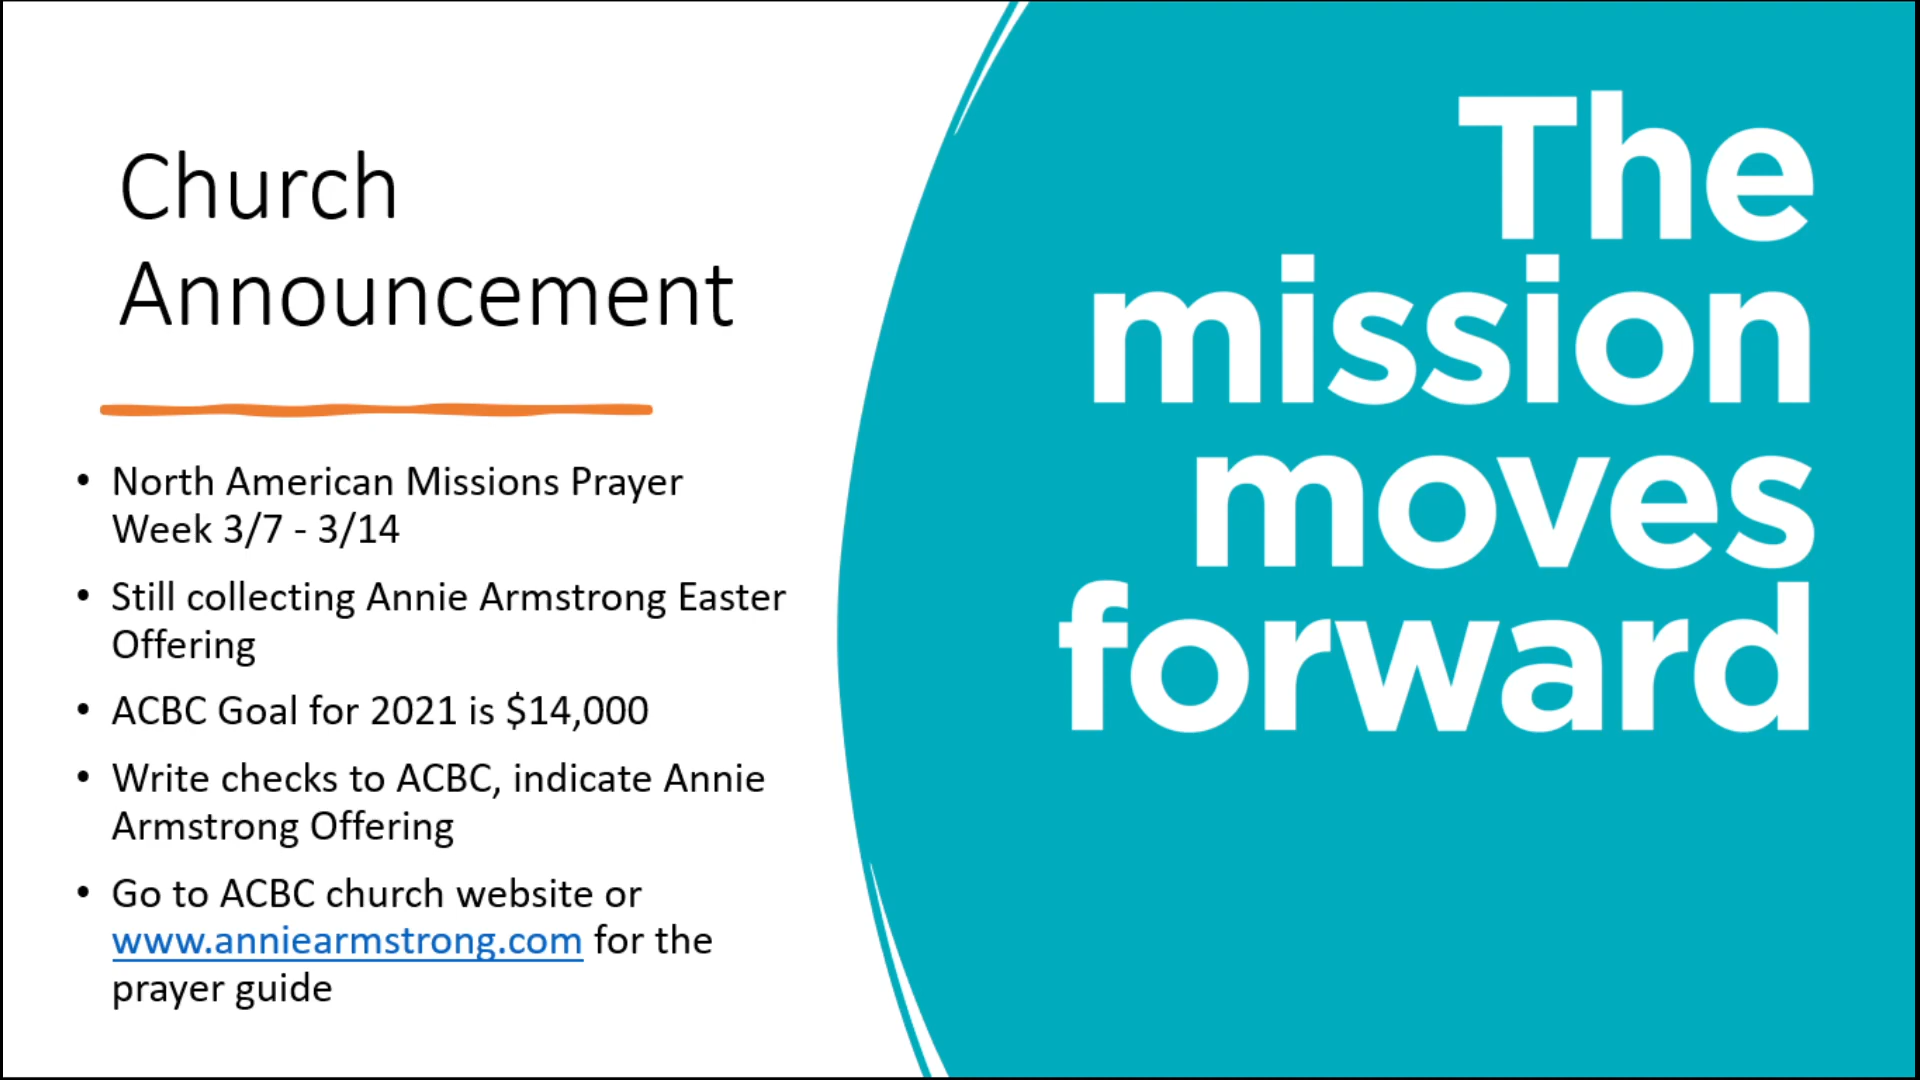 Church
Announcement
• North American Missions Prayer
Week 3/7 - 3/14
• Still collecting Annie Armstrong Easter
Offering
• ACBC Goal for 2021 is $14,000
• Write checks to ACBC, indicate Annie
Armstrong Offering
• Go to ACBC church website or
www.anniearmstrong.com for the
prayer guide
The
mission
moves
forward